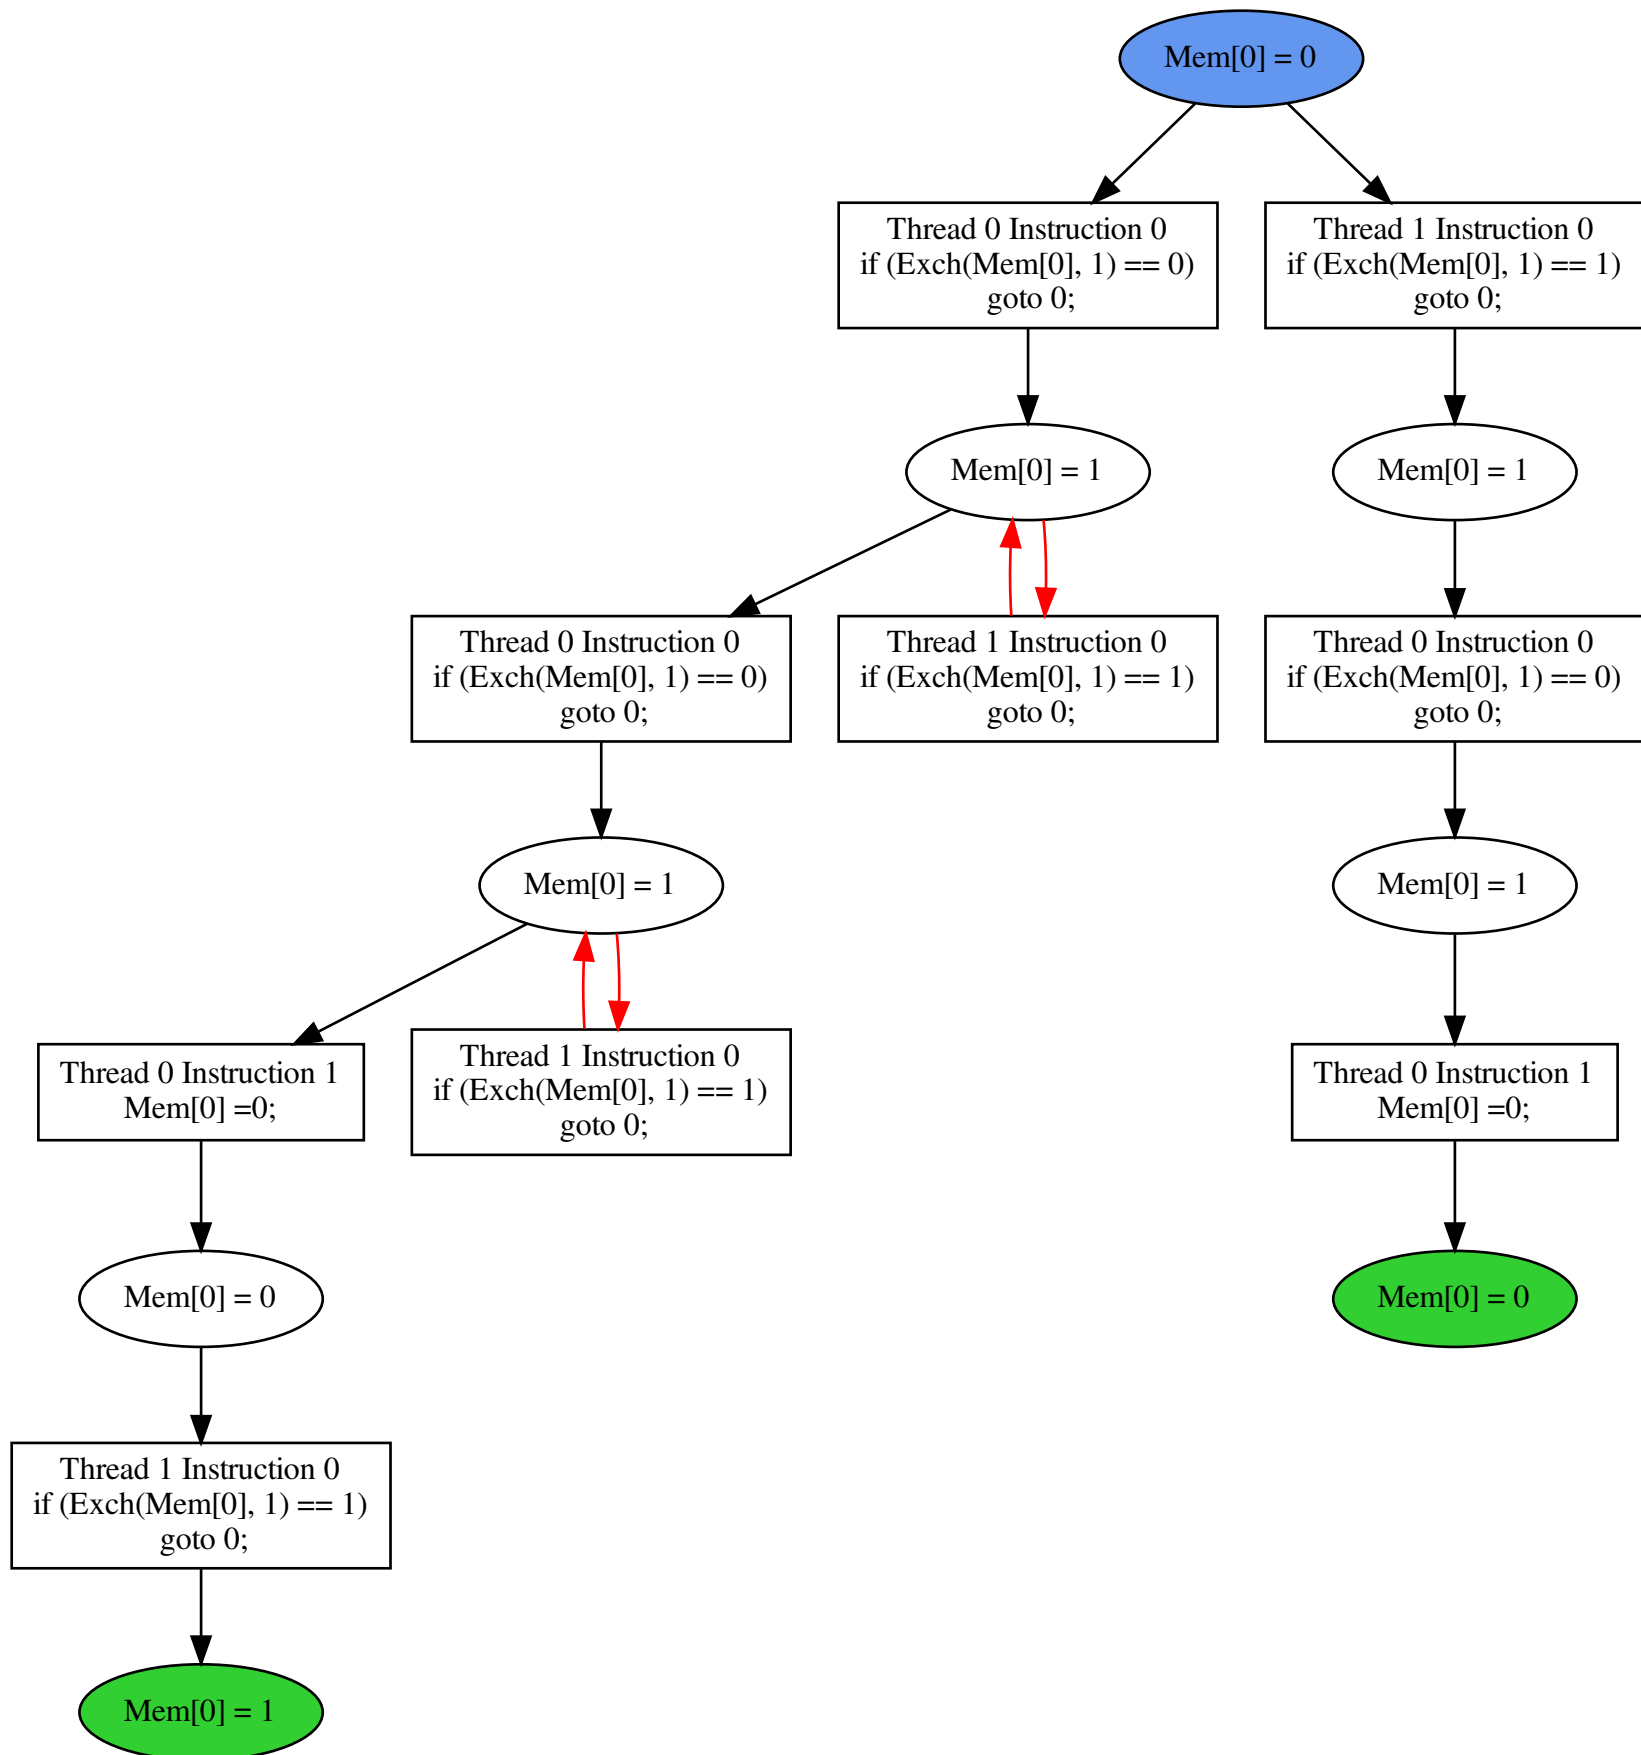 Mem[0] = 0
Thread 0 Instruction 0
if (Exch(Mem[0], 1) == 0)
goto 0;
Thread 1 Instruction 0
if (Exch(Mem[0], 1) == 1)
goto 0;
Mem[0] = 1
Mem[0] = 1
Thread 0 Instruction 0
if (Exch(Mem[0], 1) == 0)
goto 0;
Thread 1 Instruction 0
if (Exch(Mem[0], 1) == 1)
goto 0;
Thread 0 Instruction 0
if (Exch(Mem[0], 1) == 0)
goto 0;
Mem[0] = 1
Mem[0] = 1
Thread 0 Instruction 1
Mem[0] =0;
Thread 1 Instruction 0
if (Exch(Mem[0], 1) == 1)
goto 0;
Thread 0 Instruction 1
Mem[0] =0;
Mem[0] = 0
Mem[0] = 0
Thread 1 Instruction 0
if (Exch(Mem[0], 1) == 1)
goto 0;
Mem[0] = 1